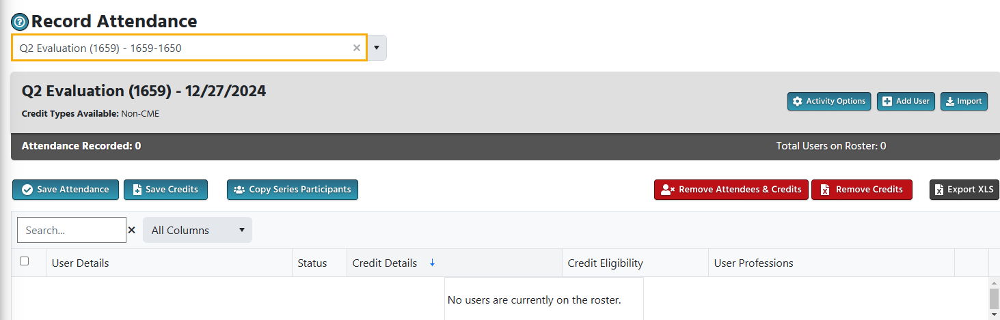 Record Attendance
Q2 Evaluation (1659) - 1659-1650
Q2 Evaluation (1659) - 12/27/2024
Credit Types Available: Non-CME
Activity Options Add User Import
Attendance Recorded: 0 Total Users on Roster: 0
Save Attendance Save Credits Copy Series Participants Remove Attendees & Credits Remove Credits Export XLS
Search... All Columns
User Details Status Credit Details Credit Eligibility User Professions
No users are currently on the roster.